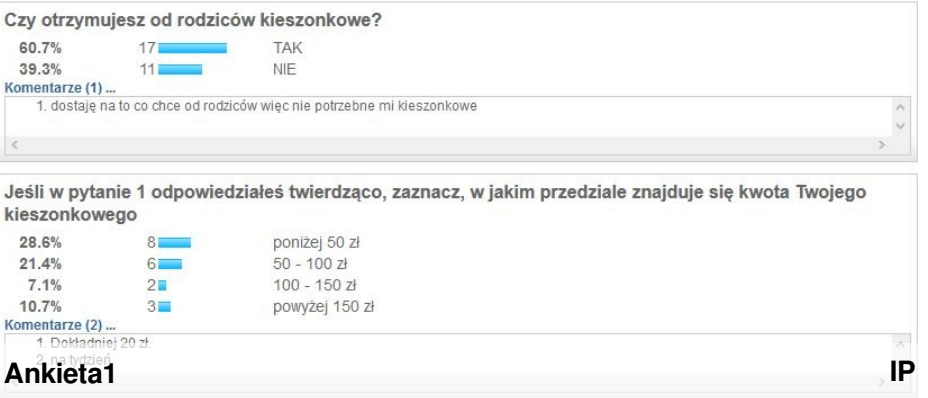 Czy otrzymujesz od rodziców kieszonkowe?
60.7% 17 TAK
39.3% 11 NIE
Komentarze (1) ...
1. dostaję na to co chce od rodziców więc nie potrzebne mi kieszonkowe
Jeśli w pytanie 1 odpowiedziałeś twierdząco, zaznacz, w jakim przedziale znajduje się kwota Twojego
kieszonkowego
28.6% 8 poniżej 50 zł
21.4% 6 50 - 100 zł
7.1% 2 100 - 150 zł
10.7% 3 powyżej 150 zł
Komentarze (2) ...
1. Dokładniej 20 zł.
2. na tydzień
Ankieta1 IP